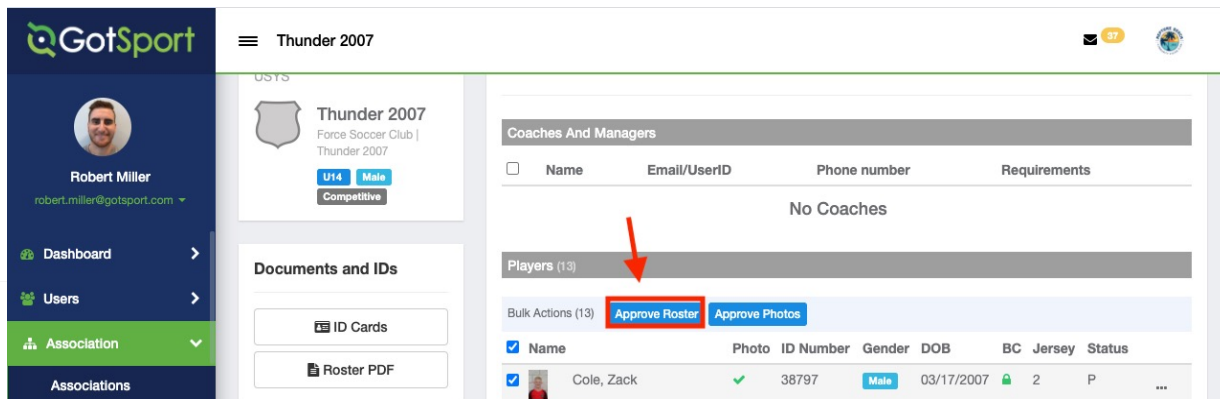 GotSport
Thunder 2007
37
Robert Miller
robert.miller@gotsport.com
Dashboard
Users
Association
Associations
USYS
Thunder 2007
Force Soccer Club |
Thunder 2007
U14 Male
Competitive
Documents and IDs
ID Cards
Roster PDF
Coaches And Managers
Name Email/UserID Phone number Requirements
No Coaches
Players (13)
Bulk Actions (13) Approve Roster Approve Photos
Name Photo ID Number Gender DOB BC Jersey Status
Cole, Zack 38797 Male 03/17/2007 2 P ...